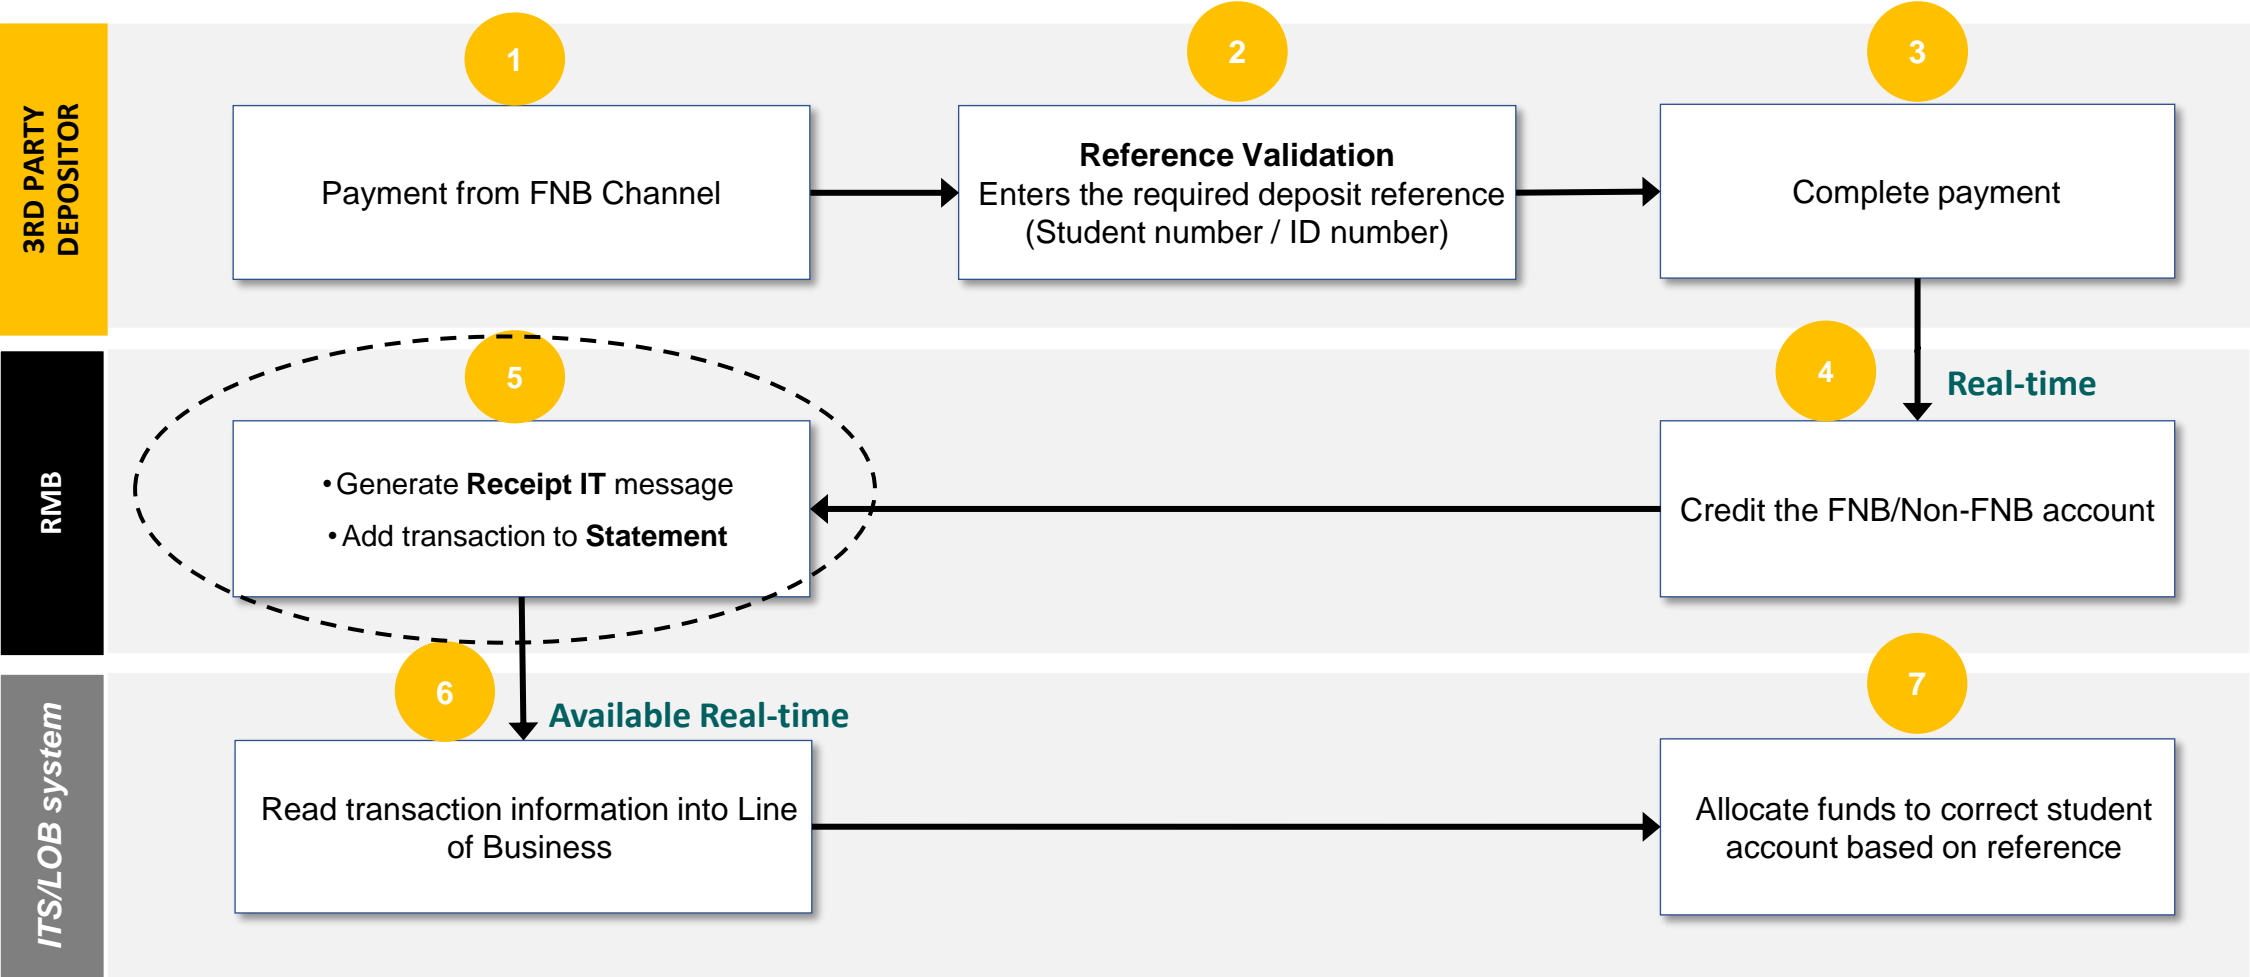 3RD PARTY
DEPOSITOR
1
Payment from FNB Channel
2
Reference Validation
Enters the required deposit reference
(Student number / ID number)
3
Complete payment
RMB
4
Real-time
Credit the FNB/Non-FNB account
5
•Generate Receipt IT message
•Add transaction to Statement
ITS/LOB system
6
Available Real-time
Read transaction information into Line
of Business
7
Allocate funds to correct student
account based on reference